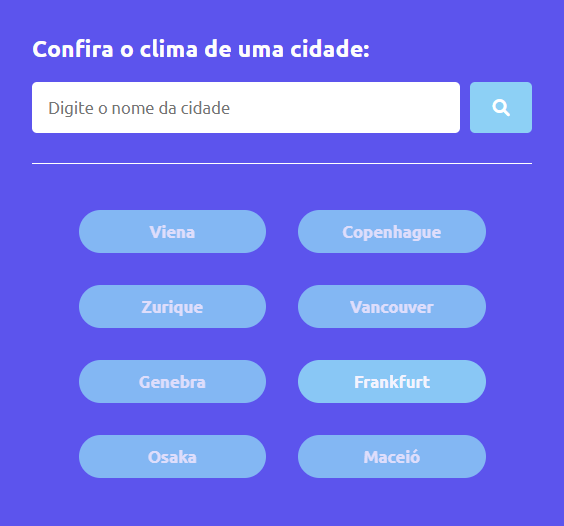 Confira o clima de uma cidade:
Digite o nome da cidade
Viena
Copenhague
Zurique
Vancouver
Genebra
Frankfurt
Osaka
Maceió